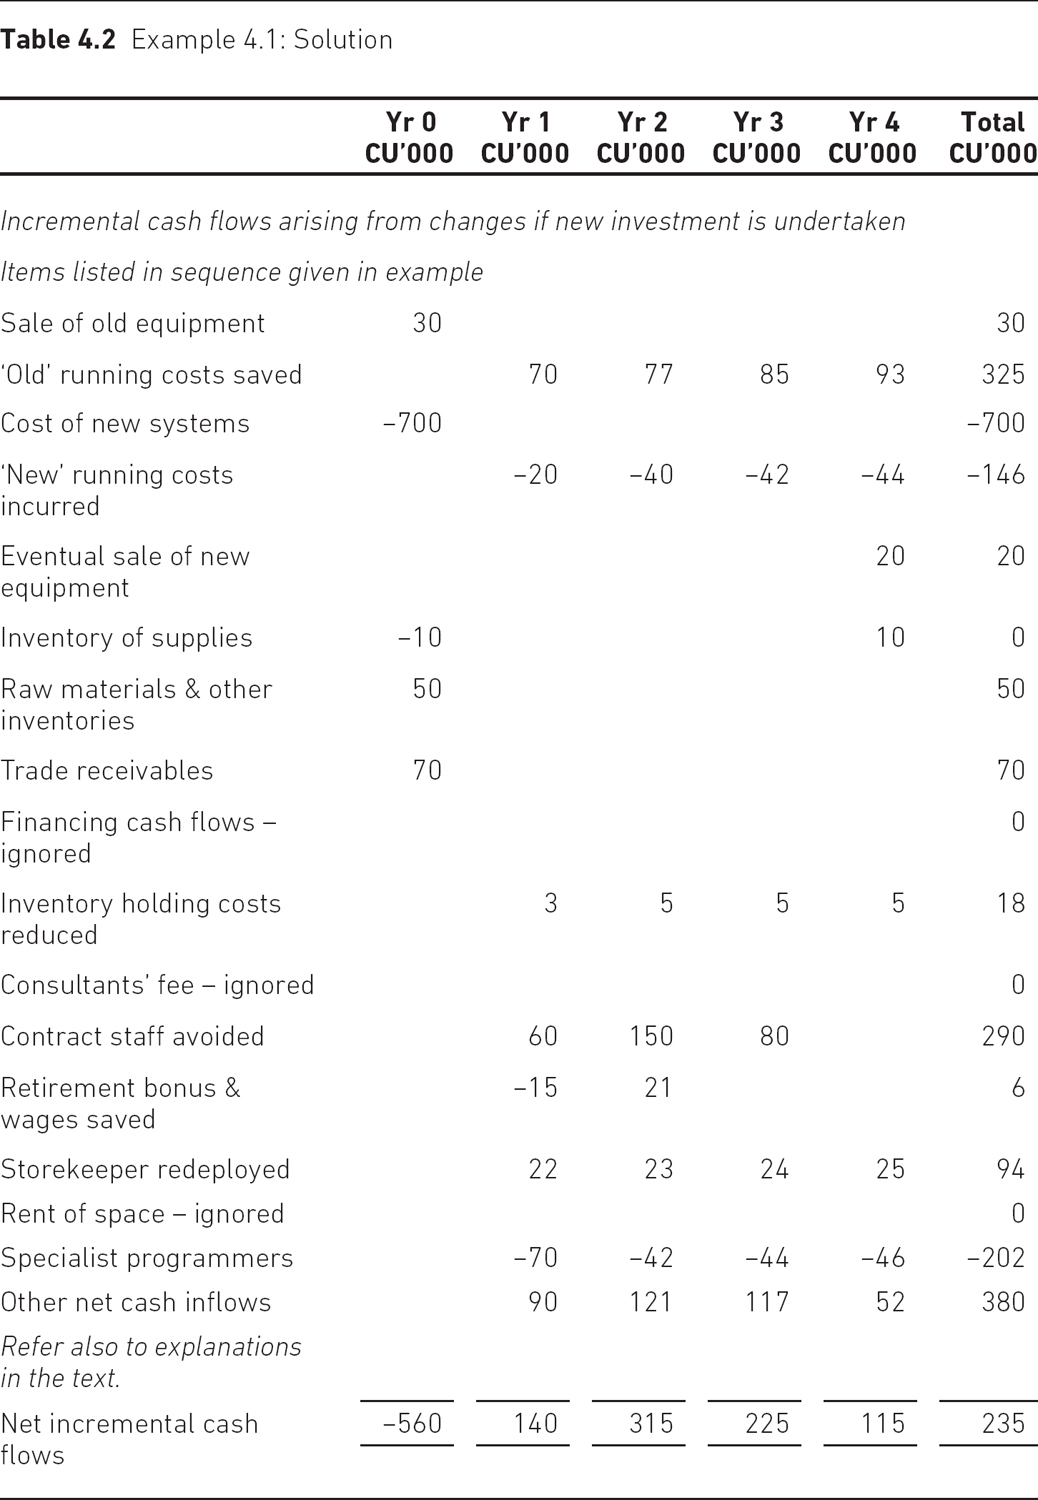 Table 4.2 Example 4.1: Solution
Yr 0 Yr 1 Yr 2 Yr 3 Yr 4 Total
CU’000 CU’000 CU’000 CU’000 CU’000 CU’000
Incremental cash flows arising from changes if new investment is undertaken
Items listed in sequence given in example
Sale of old equipment 30 30
‘Old’ running costs saved 70 77 85 93 325
Cost of new systems –700 –700
‘New’ running costs –20 –40 –42 –44 –146
incurred
Eventual sale of new 20 20
equipment
Inventory of supplies –10 10 0
Raw materials & other 50 50
inventories
Trade receivables 70 70
Financing cash flows – 0
ignored
Inventory holding costs 3 5 5 5 18
reduced
Consultants’ fee – ignored 0
Contract staff avoided 60 150 80 290
Retirement bonus & –15 21 6
wages saved
Storekeeper redeployed 22 23 24 25 94
Rent of space – ignored 0
Specialist programmers –70 –42 –44 –46 –202
Other net cash inflows 90 121 117 52 380
Refer also to explanations
in the text.
Net incremental cash –560 140 315 225 115 235
flows